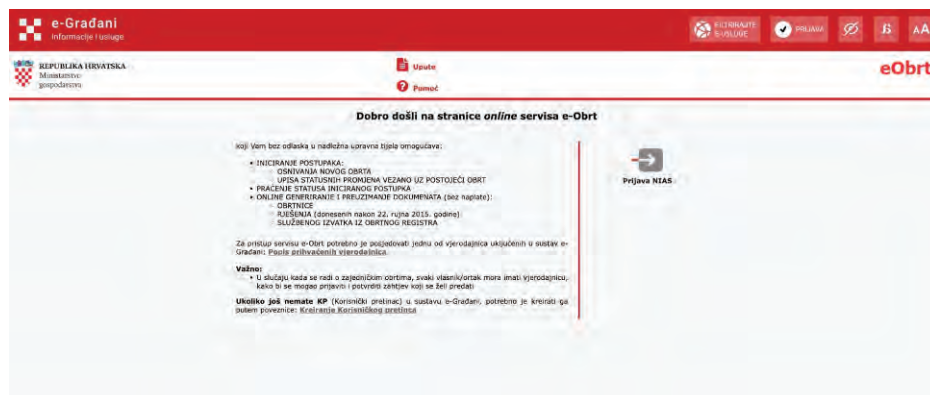 e-Građani
Informacije i usluge
FILTRIRAJTE
E-USLUGE
PRIJAVA
AA
REPUBLIKA HRVATSKA
Ministarstvo
gospodarstva
Upute
Pomoć
eObrt
Dobro došli na stranice online servisa e-Obrt
koji Vam bez odlaska u nadležna upravna tijela omogućava:
• INICIRANJE POSTUPAKA:
OSNIVANJA NOVOG OBRTA
UPISA STATUSNIH PROMJENA VEZANO UZ POSTOJEĆI OBRT
• PRAĆENJE STATUSA INICIRANOG POSTUPKA
• ONLINE GENERIRANJE I PREUZIMANJE DOKUMENATA (bez naplate):
OBRTNICE
RJEŠENJA (donesenih nakon 22. rujna 2015. godine)
SLUŽBENOG IZVATKA IZ OBRTNOG REGISTRA
Prijava NIAS
Za pristup servisu e-Obrt potrebno je posjedovati jednu od vjerodajnica uključenih u sustav e-
Građani: Popis prihvaćenih vjerodajnica.
Važno:
• U slučaju kada se radi o zajedničkim obrtima, svaki vlasnik/ortak mora imati vjerodajnicu,
kako bi se mogao prijaviti i potvrditi zahtjev koji se želi predati
Ukoliko još nemate KP (Korisnički pretinac) u sustavu e-Građani, potrebno je kreirati ga
putem poveznice: Kreiranje Korisničkog pretinca